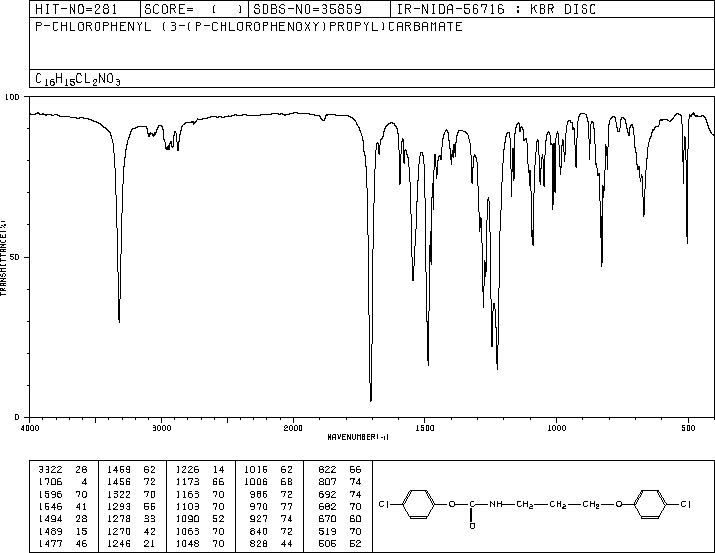 HIT-NO=281 SCORE= ( ) SDBS-NO=35859 IR-NIDA-56716 : KBR DISC
P-CHLOROPHENYL (3-(P-CHLOROPHENOXY)PROPYL)CARBAMATE
C16H15CL2NO3
100
50
0
TRANSMITTANCE(%)
4000 3000 2000 1500 1000 500
WAVENUMBER(-1)
3322 28 1469 62 1226 14 1016 62 822 66
1706 4 1456 72 1173 66 1006 68 807 74
1596 70 1322 70 1163 70 986 72 692 74
1546 41 1293 56 1103 70 970 77 682 70
1494 28 1278 33 1090 52 927 74 670 60
1489 15 1270 42 1063 70 840 72 519 70
1477 46 1246 21 1048 70 828 44 505 52
Cl O C NH CH2 CH2 CH2 O Cl
O